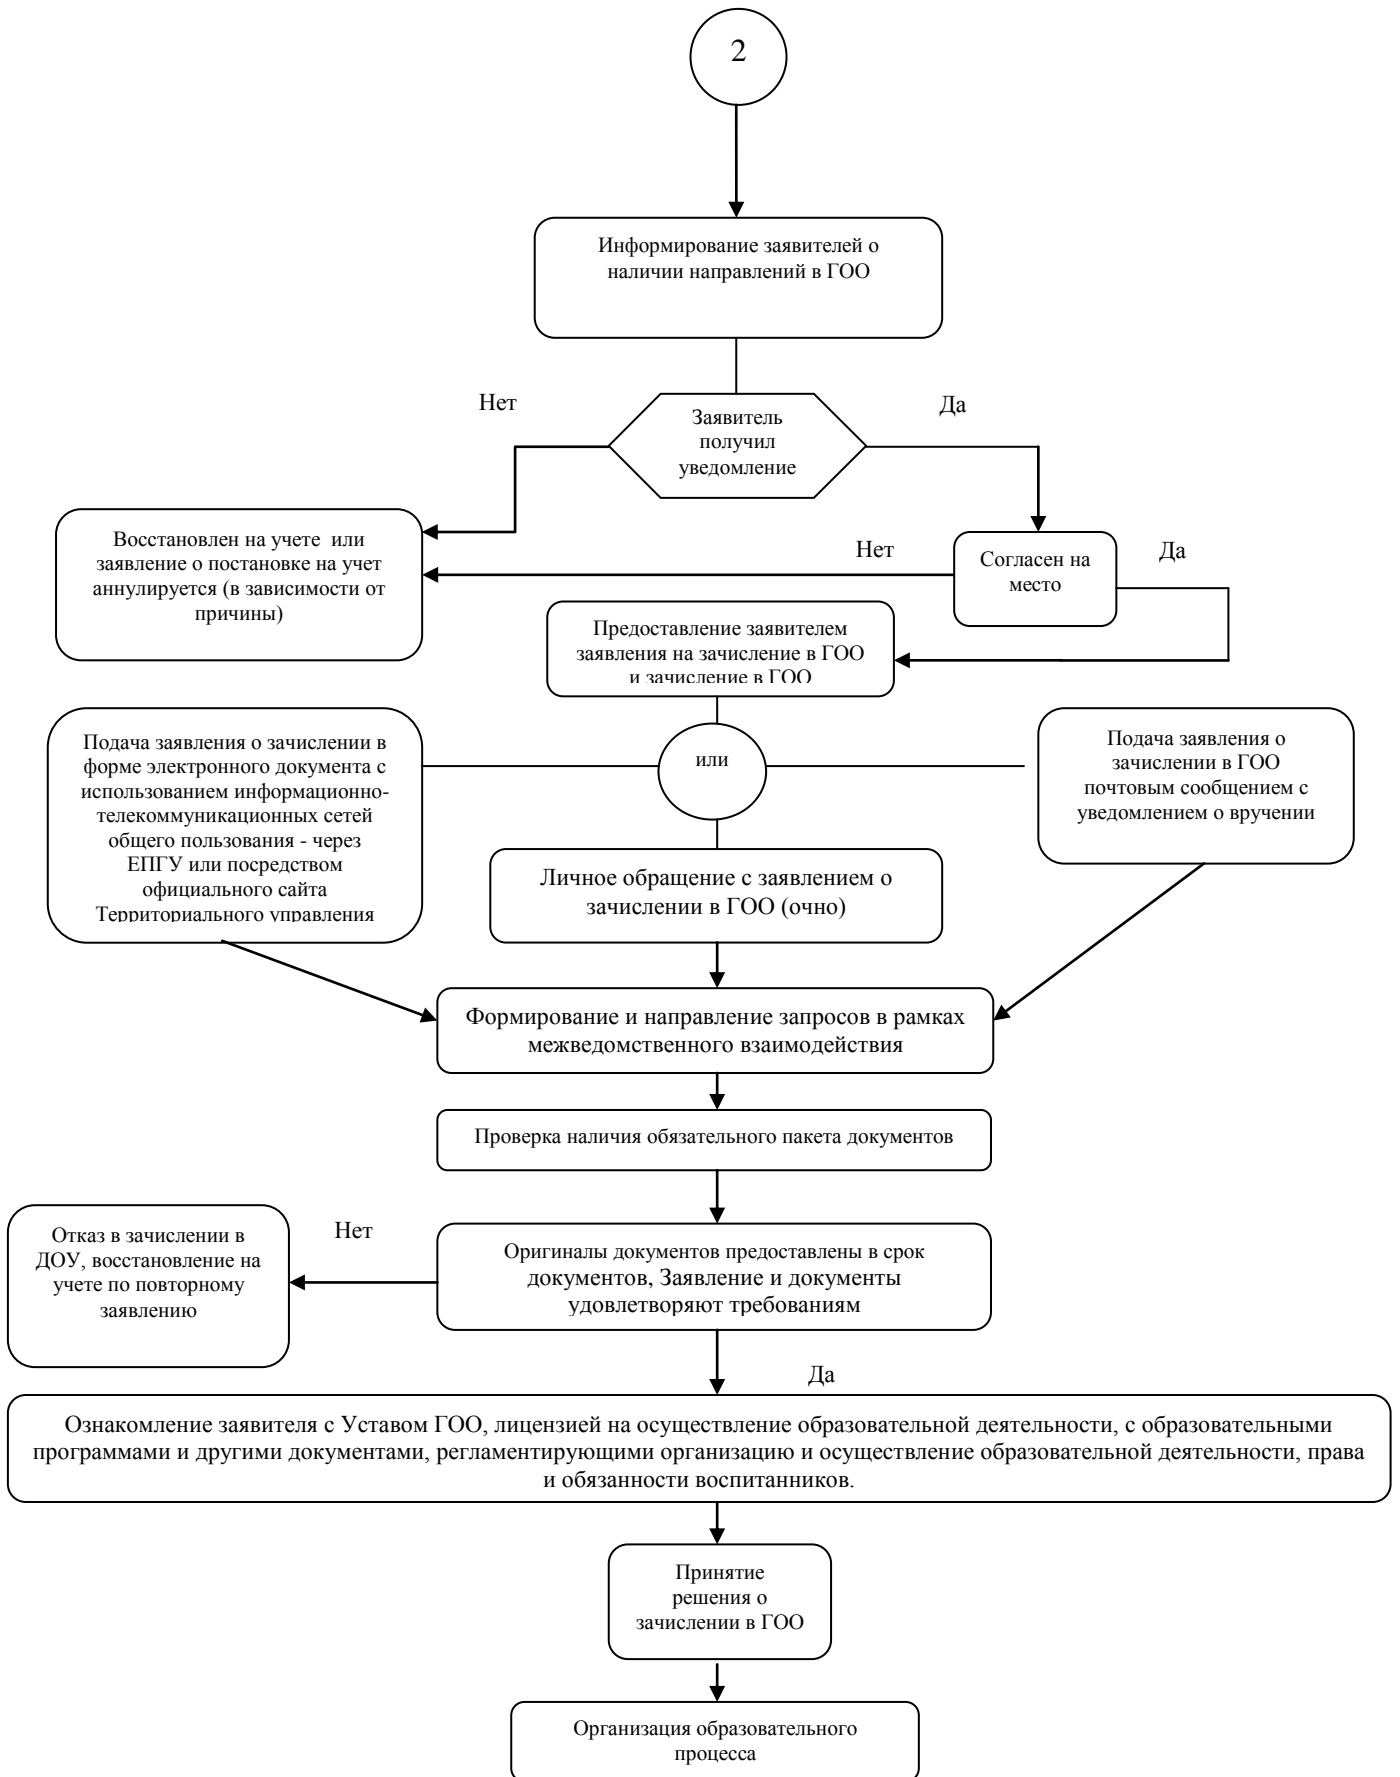 2
Информирование заявителей о
наличии направлений в ГОО
Нет
Да
Заявитель
получил
уведомление
Восстановлен на учете или
заявление о постановке на учет
аннулируется (в зависимости от
причины)
Нет
Согласен на
место
Да
Предоставление заявителем
заявления на зачисление в ГОО
и зачисление в ГОО
Подача заявления о зачислении в
форме электронного документа с
использованием информационно-
телекоммуникационных сетей
общего пользования - через
ЕПГУ или посредством
официального сайта
Территориального управления
или
Подача заявления о
зачислении в ГОО
почтовым сообщением с
уведомлением о вручении
Личное обращение с заявлением о
зачислении в ГОО (очно)
Формирование и направление запросов в рамках
межведомственного взаимодействия
Проверка наличия обязательного пакета документов
Отказ в зачислении в
ДОУ, восстановление на
учете по повторному
заявлению
Нет
Оригиналы документов предоставлены в срок
документов, Заявление и документы
удовлетворяют требованиям
Да
Ознакомление заявителя с Уставом ГОО, лицензией на осуществление образовательной деятельности, с образовательными
программами и другими документами, регламентирующими организацию и осуществление образовательной деятельности, права
и обязанности воспитанников.
Принятие
решения о
зачислении в ГОО
Организация образовательного
процесса